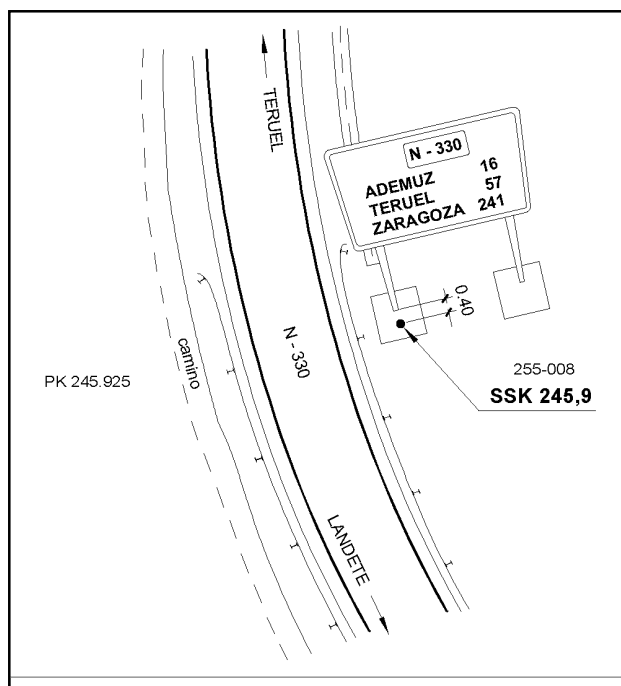 TERUEL
N - 330
ADEMUZ 16
TERUEL 57
ZARAGOZA 241
0.40
N - 330
camino
PK 245.925
255-008
SSK 245,9
LANDETE